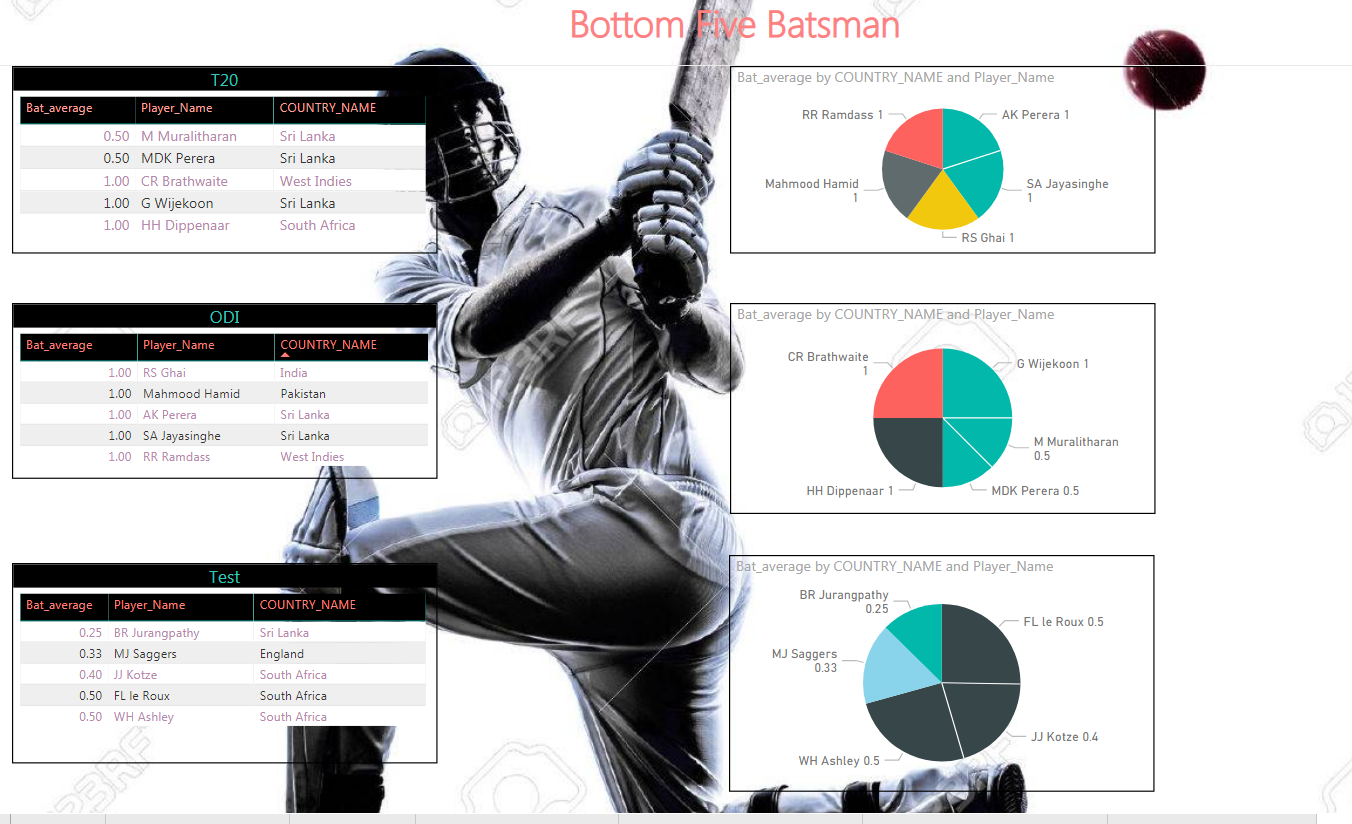 Bottom Five Batsman
T20
Bat_average Player_Name COUNTRY_NAME
0.50 M Muralitharan Sri Lanka
0.50 MDK Perera Sri Lanka
1.00 CR Brathwaite West Indies
1.00 G Wijekoon Sri Lanka
1.00 HH Dippenaar South Africa
Bat_average by COUNTRY_NAME and Player_Name
RR Ramdass 1
AK Perera 1
Mahmood Hamid
1
SA Jayasinghe
1
RS Ghai 1
ODI
Bat_average Player_Name COUNTRY_NAME
1.00 RS Ghai India
1.00 Mahmood Hamid Pakistan
1.00 AK Perera Sri Lanka
1.00 SA Jayasinghe Sri Lanka
1.00 RR Ramdass West Indies
Bat_average by COUNTRY_NAME and Player_Name
CR Brathwaite
1
G Wijekoon 1
M Muralitharan
0.5
HH Dippenaar 1
MDK Perera 0.5
Test
Bat_average Player_Name COUNTRY_NAME
0.25 BR Jurangpathy Sri Lanka
0.33 MJ Saggers England
0.40 JJ Kotze South Africa
0.50 FL le Roux South Africa
0.50 WH Ashley South Africa
Bat_average by COUNTRY_NAME and Player_Name
BR Jurangpathy
0.25
FL le Roux 0.5
MJ Saggers
0.33
JJ Kotze 0.4
WH Ashley 0.5
123RF